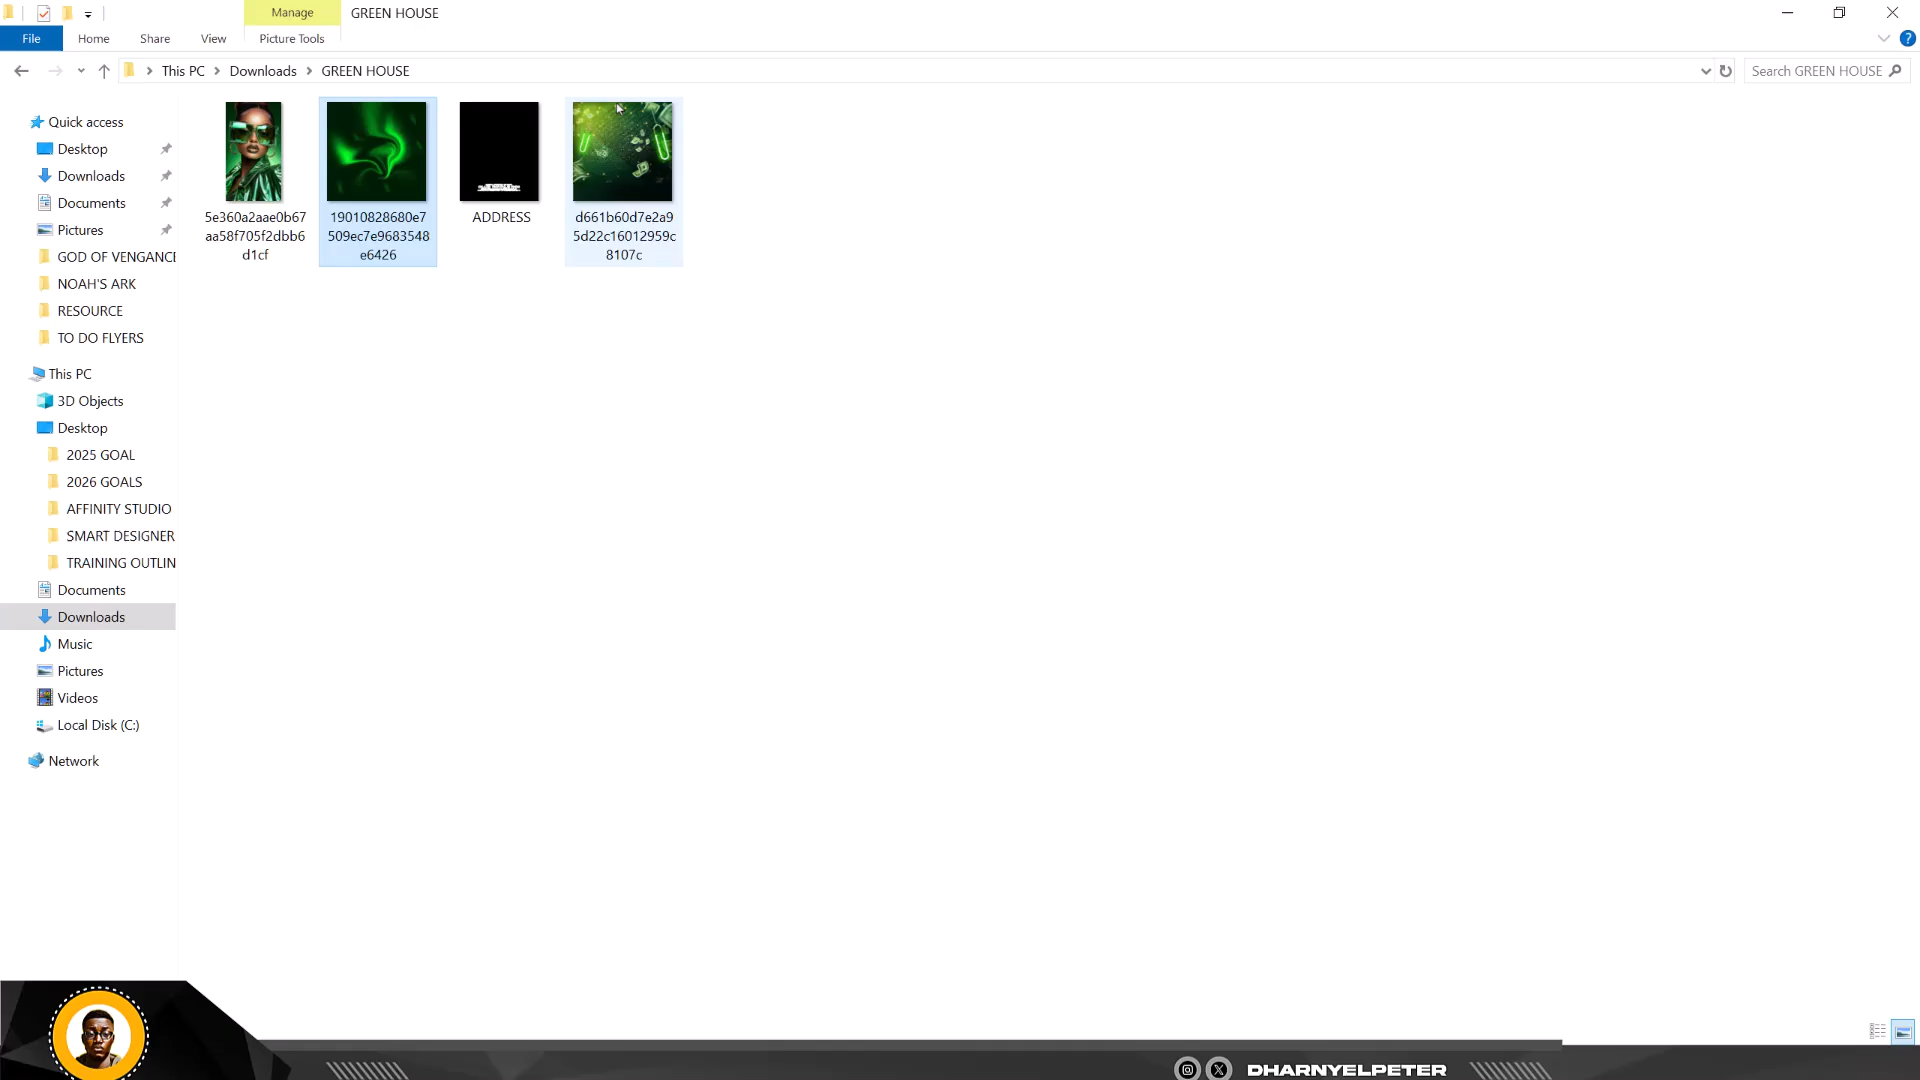 Manage
GREEN HOUSE
File
Home
Share
View
Picture Tools
This PC
Downloads
GREEN HOUSE
Search GREEN HOUSE
Quick access
Desktop
Downloads
Documents
Pictures
GOD OF VENGANCE
NOAH'S ARK
RESOURCE
TO DO FLYERS
This PC
3D Objects
Desktop
2025 GOAL
2026 GOALS
AFFINITY STUDIO
SMART DESIGNER
TRAINING OUTLIN
Documents
Downloads
Music
Pictures
Videos
Local Disk (C:)
Network
5e360a2aae0b67
aa58f705f2dbb6
d1cf
19010828680e7
509ec7e9683548
e6426
ADDRESS
d661b60d7e2a9
5d22c16012959c
8107c
DHARNYELPETER